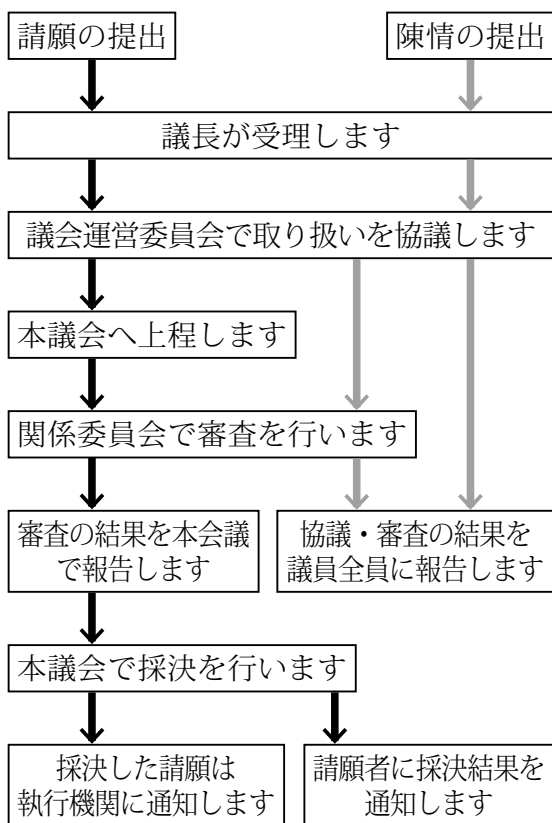 請願の提出
陳情の提出
議長が受理します
議会運営委員会で取り扱いを協議します
本議会へ上程します
関係委員会で審査を行います
審査の結果を本会議
で報告します
協議・審査の結果を
議員全員に報告します
本議会で採決を行います
採決した請願は
執行機関に通知します
請願者に採決結果を
通知します